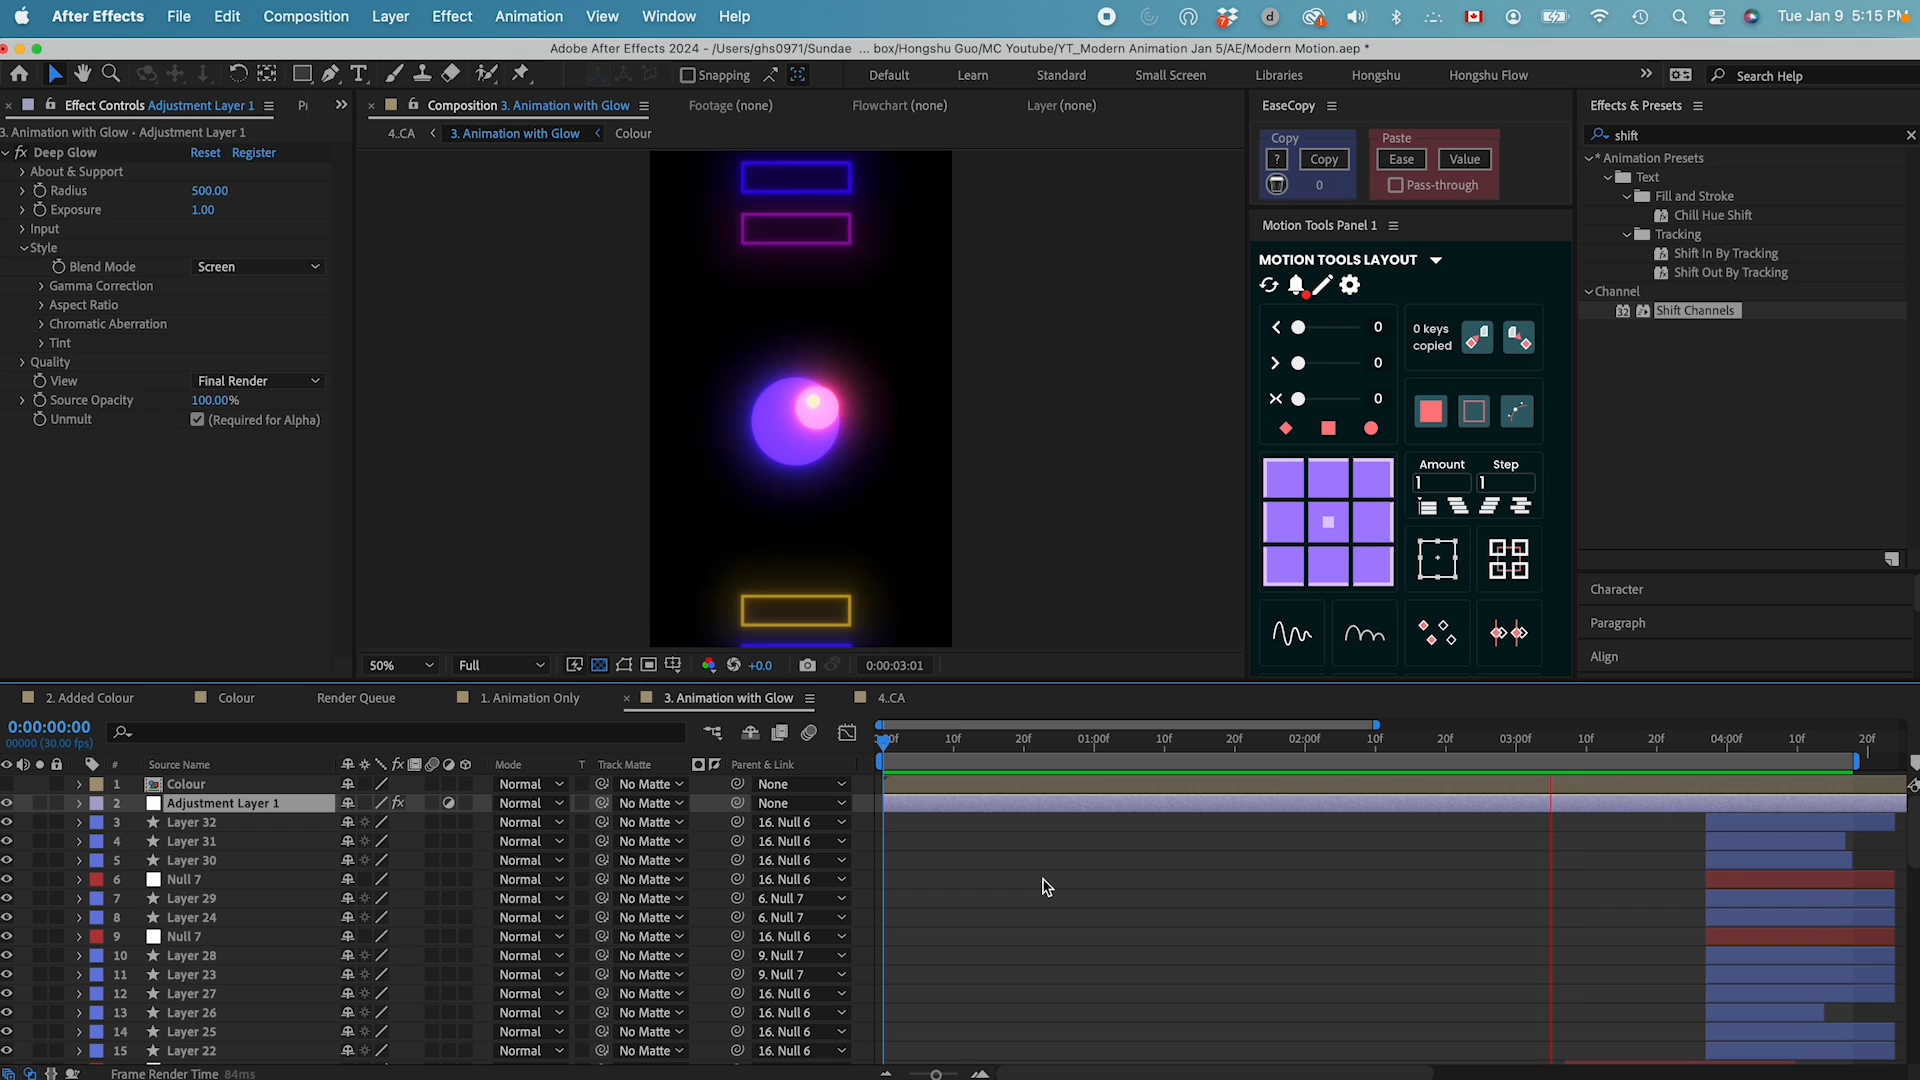 After Effects File Edit Composition Layer Effect Animation View Window Help 7 d Tue Jan 9 5:15 PM
Adobe After Effects 2024 - /Users/ghs0971/Sundae ... box/Hongshu Guo/MC Youtube/YT_Modern Animation Jan 5/AE/Modern Motion.aep *
Snapping Default Learn Standard Small Screen Libraries Hongshu Hongshu Flow Search Help
Effect Controls Adjustment Layer 1
3. Animation with Glow • Adjustment Layer 1
fx Deep Glow Reset Register
About & Support
Radius 500.00
Exposure 1.00
Input
Style
Blend Mode Screen
Gamma Correction
Aspect Ratio
Chromatic Aberration
Tint
Quality
View Final Render
Source Opacity 100.00%
Unmult (Required for Alpha)
Composition 3. Animation with Glow Footage (none) Flowchart (none) Layer (none)
4..CA 3. Animation with Glow Colour
50% Full +0.0 0:00:03:01
EaseCopy
Copy
? Copy
0
Paste
Ease Value
Pass-through
Motion Tools Panel 1
MOTION TOOLS LAYOUT
0
0
0
0 keys
copied
Amount Step
1 1
Effects & Presets
shift
* Animation Presets
Text
Fill and Stroke
Chill Hue Shift
Tracking
Shift In By Tracking
Shift Out By Tracking
Channel
32 Shift Channels
Character
Paragraph
Align
2. Added Colour Colour Render Queue 1. Animation Only 3. Animation with Glow 4..CA
0:00:00:00
00000 (30.00 fps)
10f 20f 01:00f 10f 20f 02:00f 10f 20f 03:00f 10f 20f 04:00f 10f 20f
# Source Name fx Mode T Track Matte Parent & Link
1 Colour Normal No Matte None
2 Adjustment Layer 1 fx Normal No Matte None
3 Layer 32 Normal No Matte 16. Null 6
4 Layer 31 Normal No Matte 16. Null 6
5 Layer 30 Normal No Matte 16. Null 6
6 Null 7 Normal No Matte 16. Null 6
7 Layer 29 Normal No Matte 6. Null 7
8 Layer 24 Normal No Matte 6. Null 7
9 Null 7 Normal No Matte 16. Null 6
10 Layer 28 Normal No Matte 9. Null 7
11 Layer 23 Normal No Matte 9. Null 7
12 Layer 27 Normal No Matte 16. Null 6
13 Layer 26 Normal No Matte 16. Null 6
14 Layer 25 Normal No Matte 16. Null 6
15 Layer 22 Normal No Matte 16. Null 6
Frame Render Time 84ms